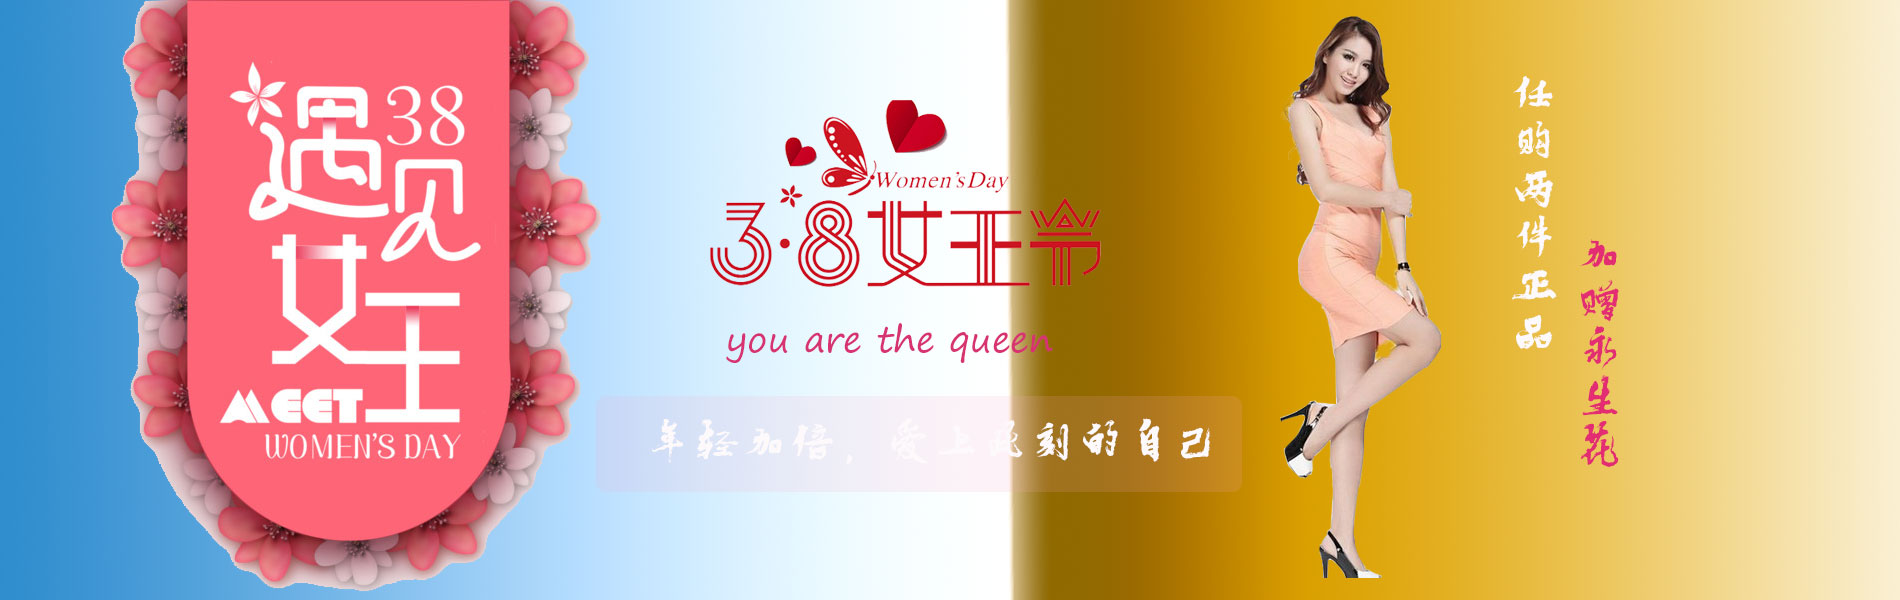 38
遇见
女王
MEET
WOMEN'S DAY
Women'sDay
3·8女王节
you are the queen
年轻加倍，爱上此刻的自己
任购两件正品
加赠永生花